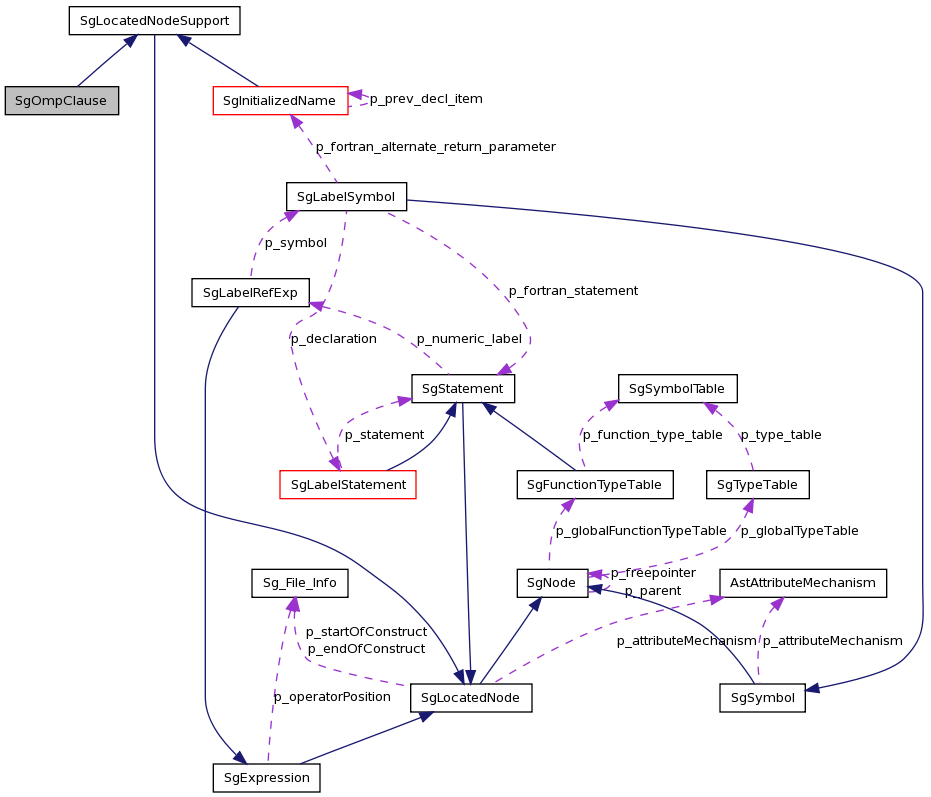 SgLocatedNodeSupport
SgOmpClause
SgInitializedName
p_prev_decl_item
p_fortran_alternate_return_parameter
SgLabelSymbol
p_symbol
SgLabelRefExp
p_fortran_statement
p_declaration
p_numeric_label
SgStatement
SgSymbolTable
p_statement
p_function_type_table
p_type_table
SgLabelStatement
SgFunctionTypeTable
SgTypeTable
p_globalFunctionTypeTable
p_globalTypeTable
Sg_File_Info
SgNode
p_freepointer
p_parent
AstAttributeMechanism
p_startOfConstruct
p_endOfConstruct
p_attributeMechanism
p_attributeMechanism
p_operatorPosition
SgLocatedNode
SgSymbol
SgExpression